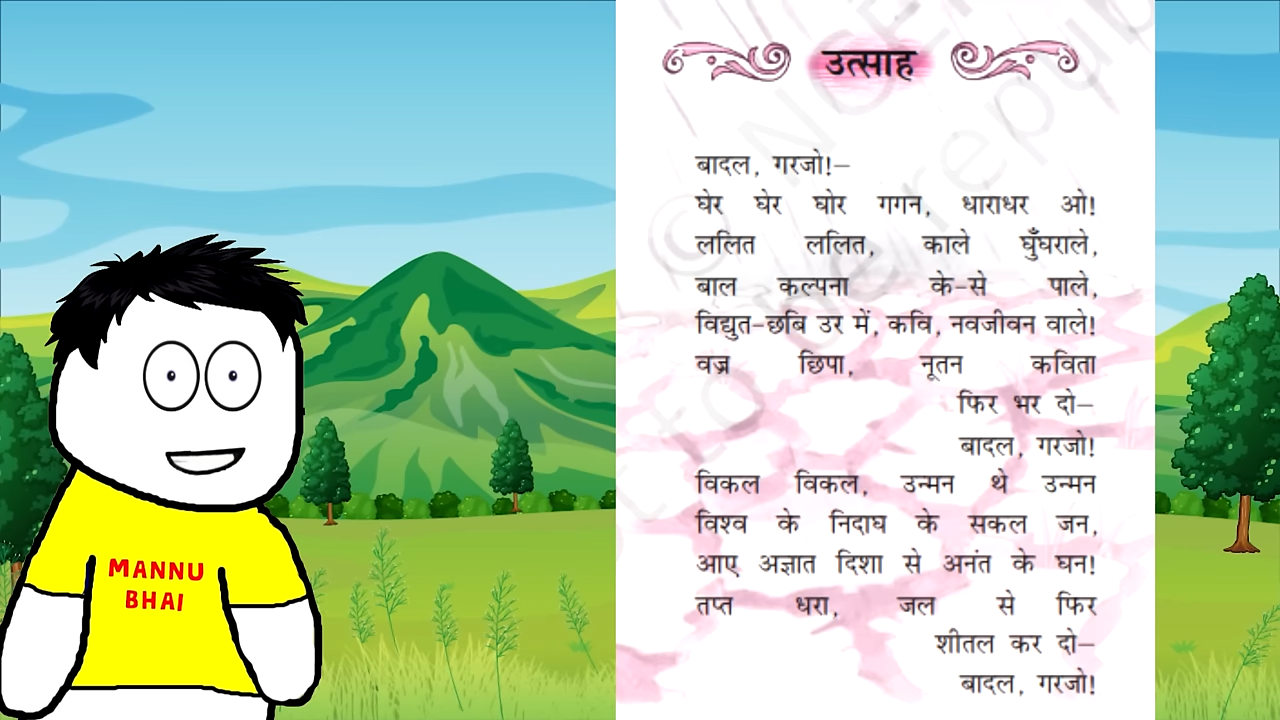 MANNU
BHAI
उत्साह
बादल, गरजो!–
घेर घेर घोर गगन, धाराधर ओ!
ललित ललित, काले घुँघराले,
बाल कल्पना के-से पाले,
विद्युत-छबि उर में, कवि, नवजीवन वाले!
वज्र छिपा, नूतन कविता
फिर भर दो–
बादल, गरजो!
विकल विकल, उन्मन थे उन्मन
विश्व के निदाघ के सकल जन,
आए अज्ञात दिशा से अनंत के घन!
तप्त धरा, जल से फिर
शीतल कर दो–
बादल, गरजो!